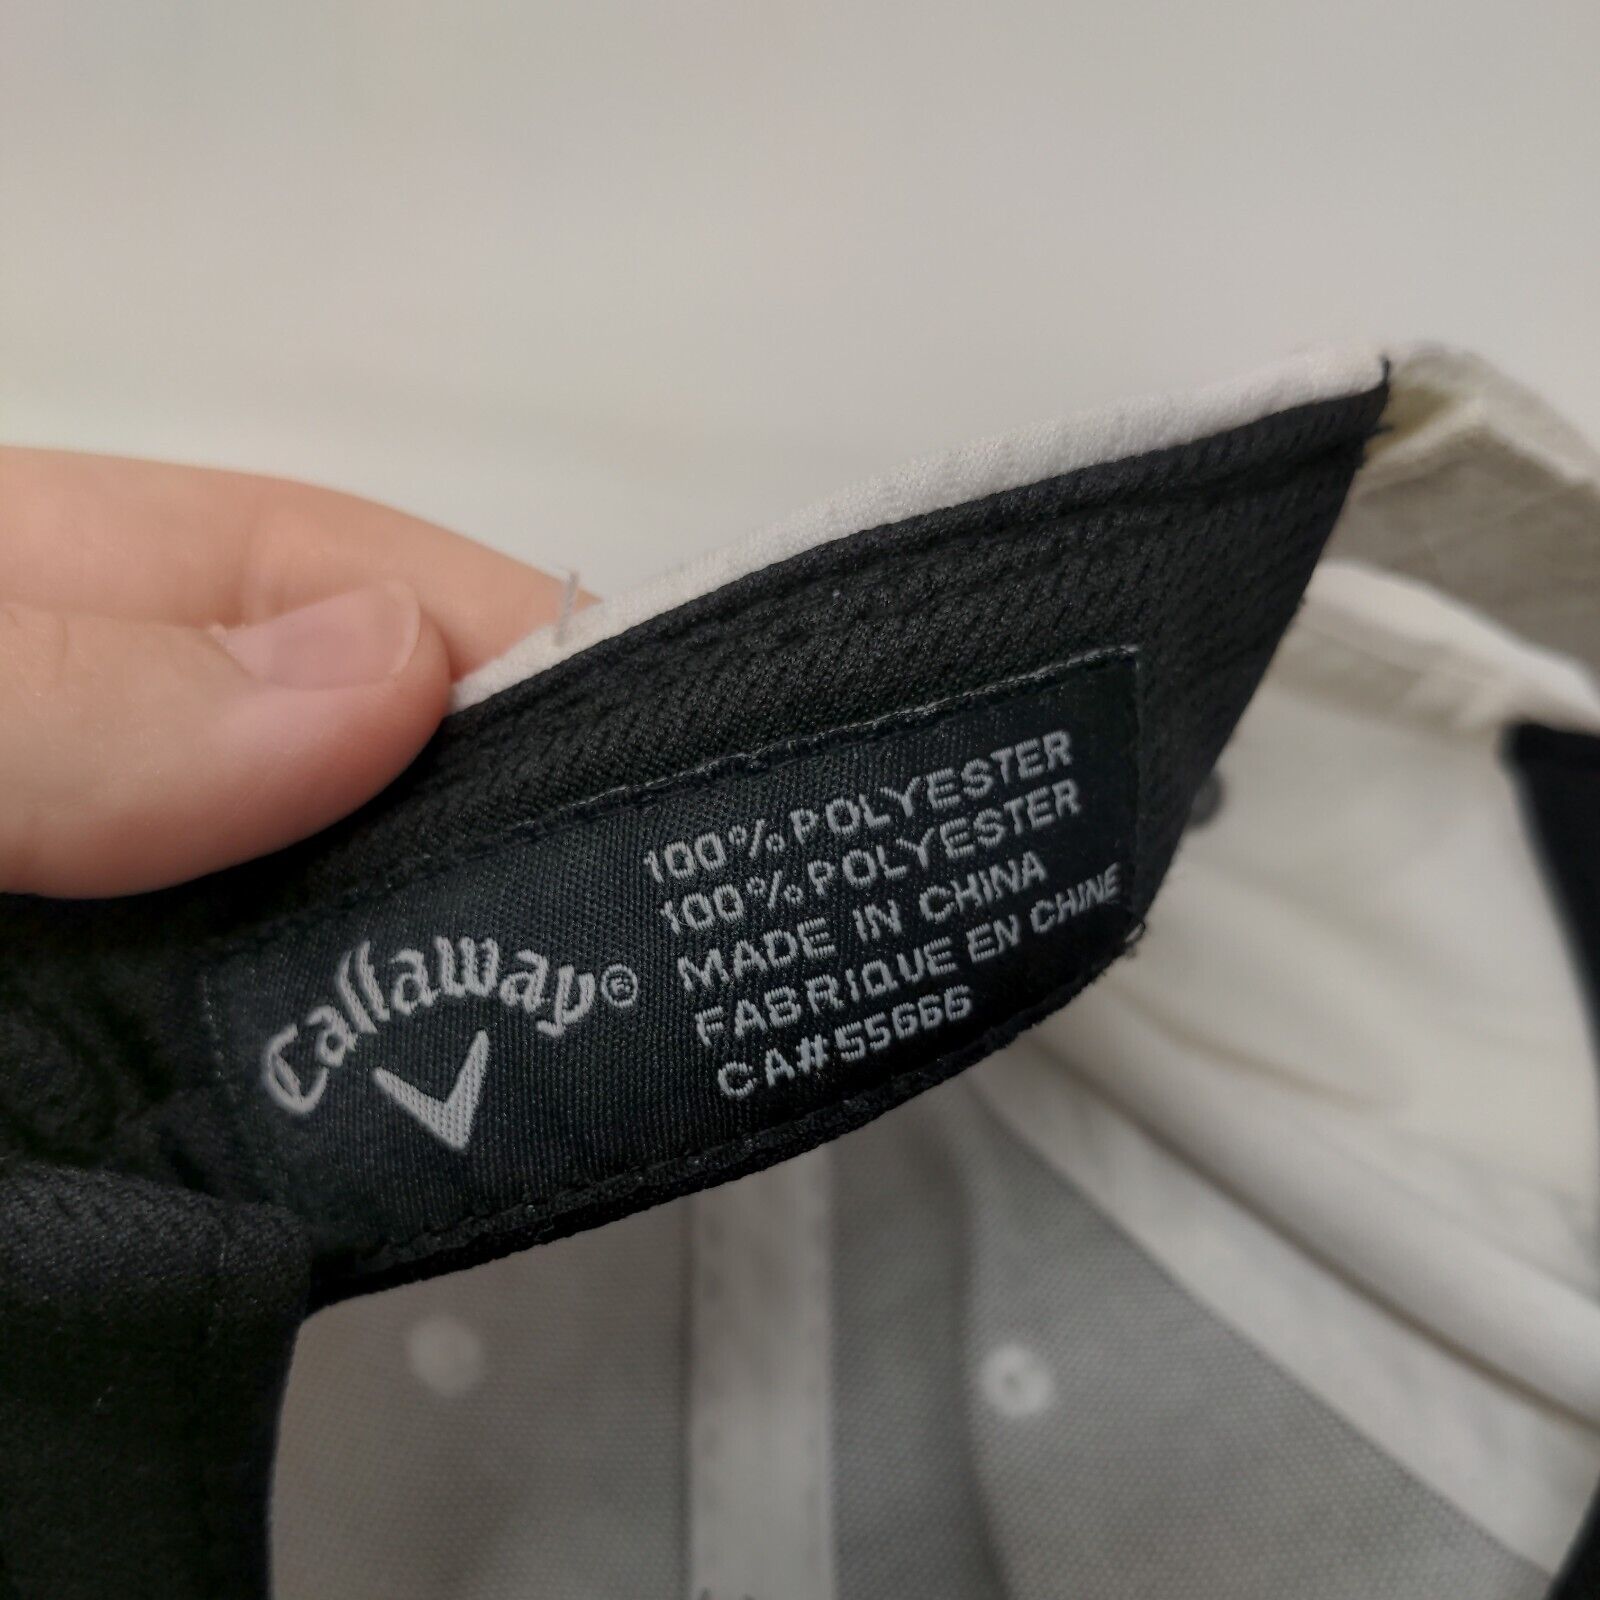 Callaway®
100% POLYESTER
100% POLYESTER
MADE IN CHINA
FABRIQUE EN CHINE
CA#55666